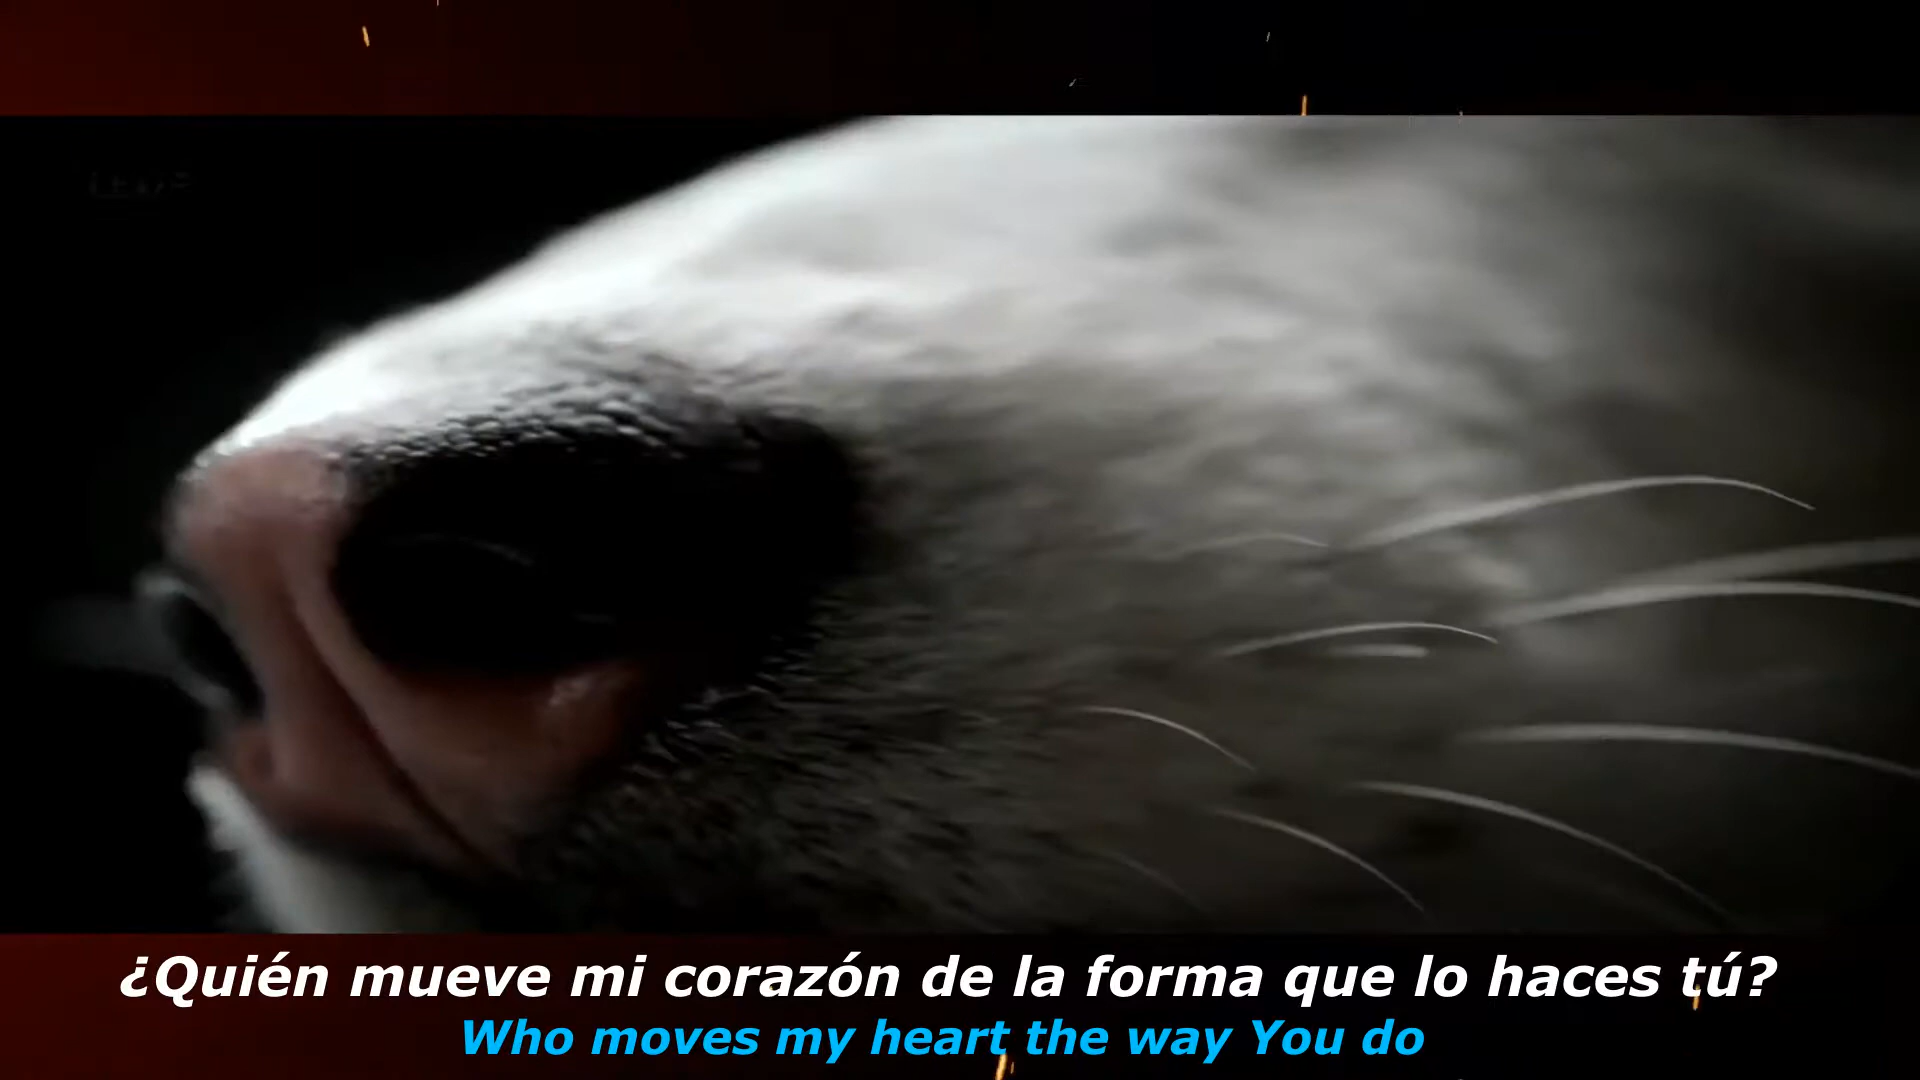 ¿Quién mueve mi corazón de la forma que lo haces tú?
Who moves my heart the way You do